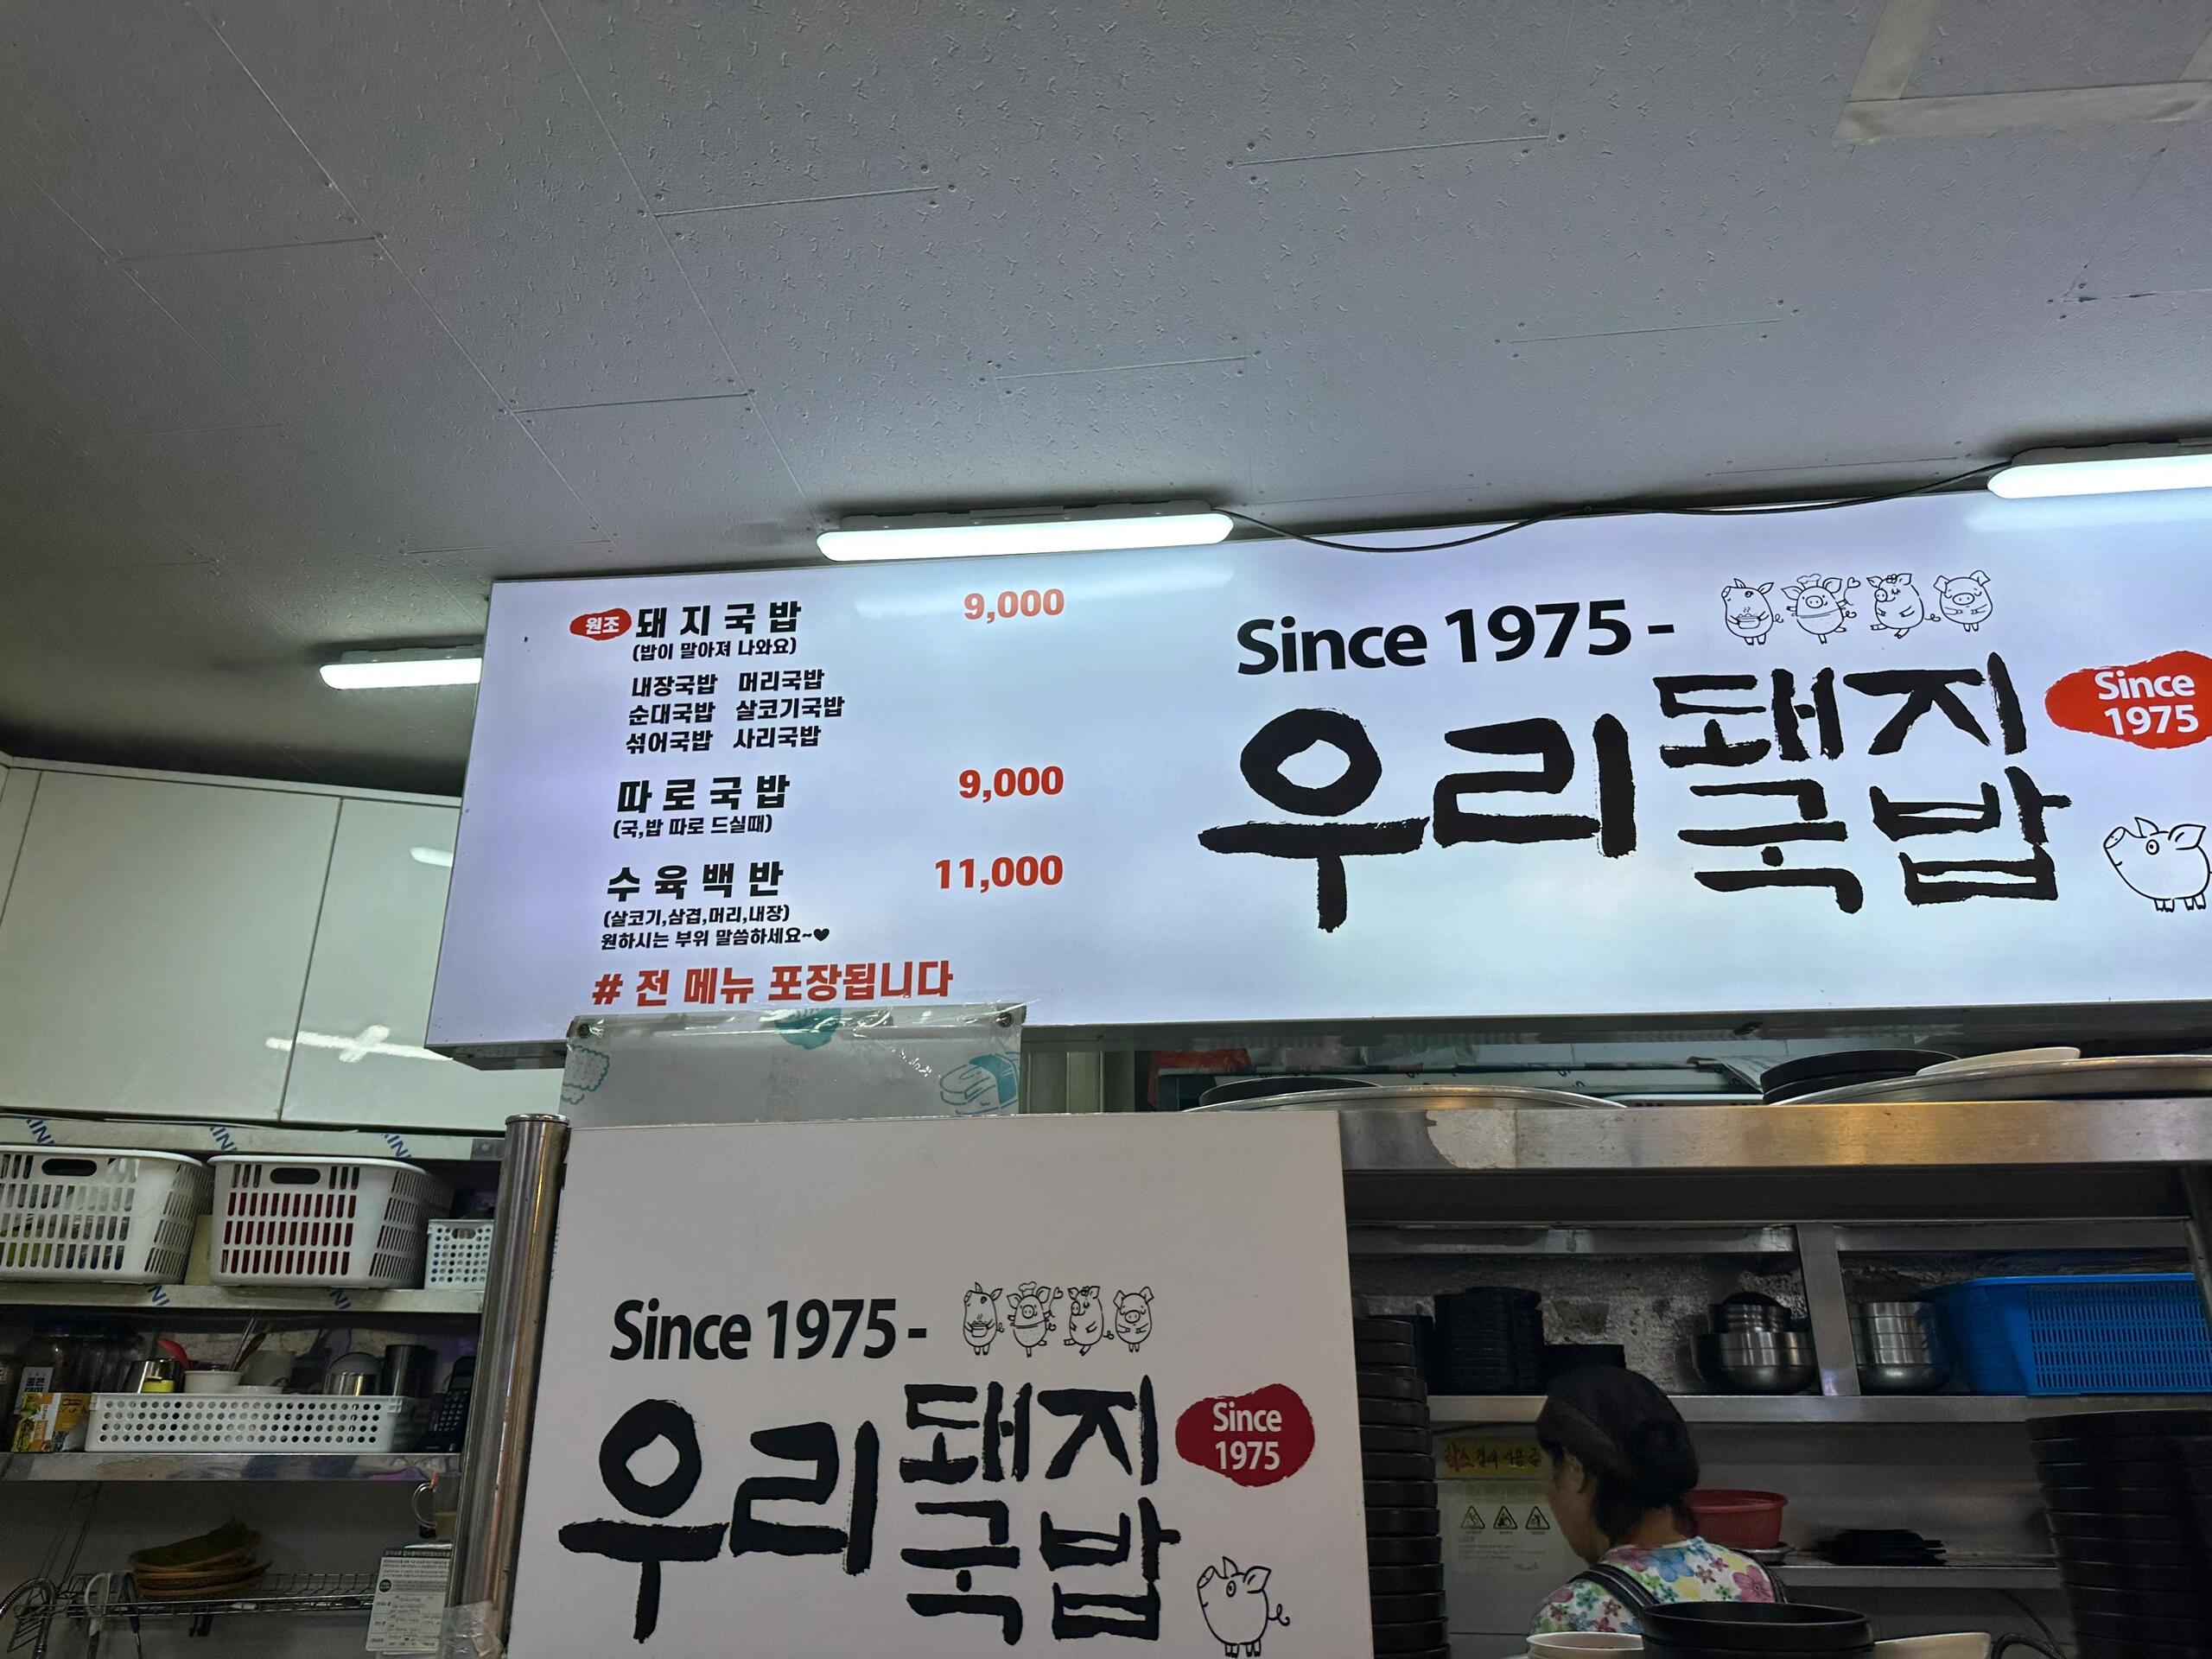 원조 돼지국밥 9,000
(밥이 말아져 나와요)
내장국밥 머리국밥
순대국밥 살코기국밥
섞어국밥 사리국밥
따로국밥 9,000
(국,밥 따로 드실때)
수육백반 11,000
(살코기,삼겹,머리,내장)
원하시는 부위 말씀하세요~♥
# 전 메뉴 포장됩니다
Since 1975-
우리 돼지
국밥
Since
1975
Since 1975-
우리 돼지
국밥
Since
1975